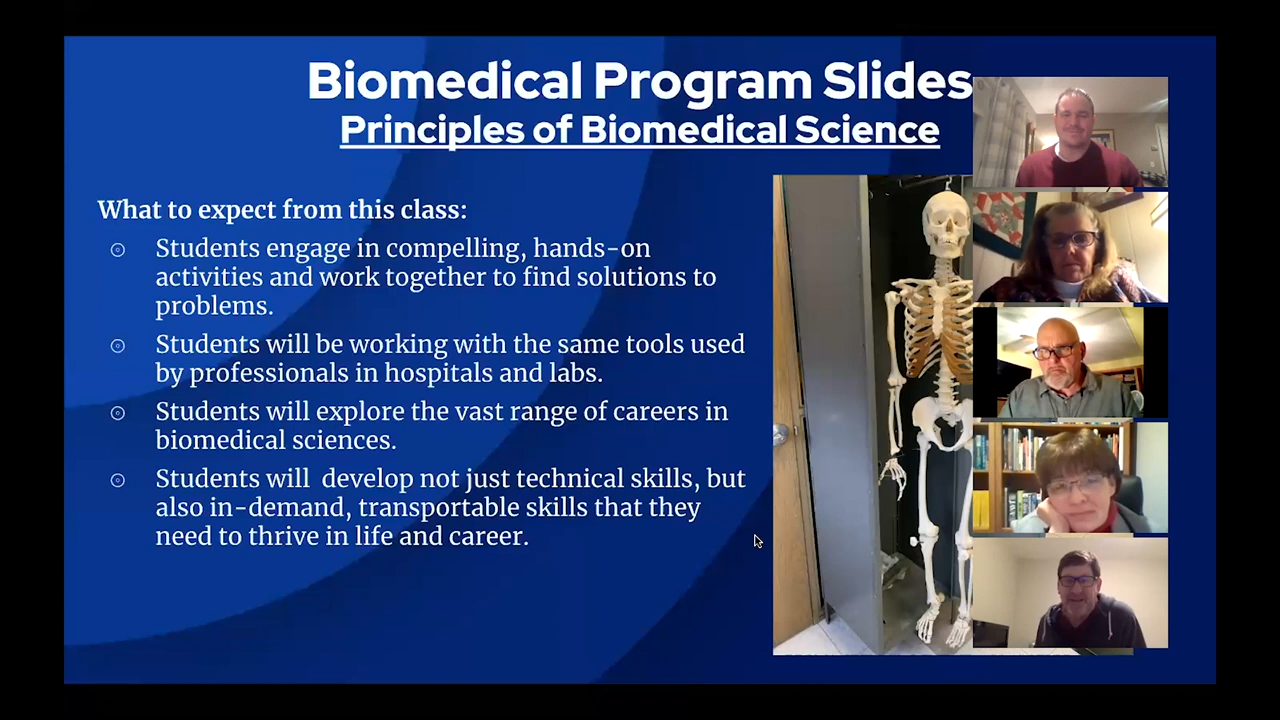 Biomedical Program Slides
Principles of Biomedical Science
What to expect from this class:
Students engage in compelling, hands-on
activities and work together to find solutions to
problems.
Students will be working with the same tools used
by professionals in hospitals and labs.
Students will explore the vast range of careers in
biomedical sciences.
Students will  develop not just technical skills, but
also in-demand, transportable skills that they
need to thrive in life and career.